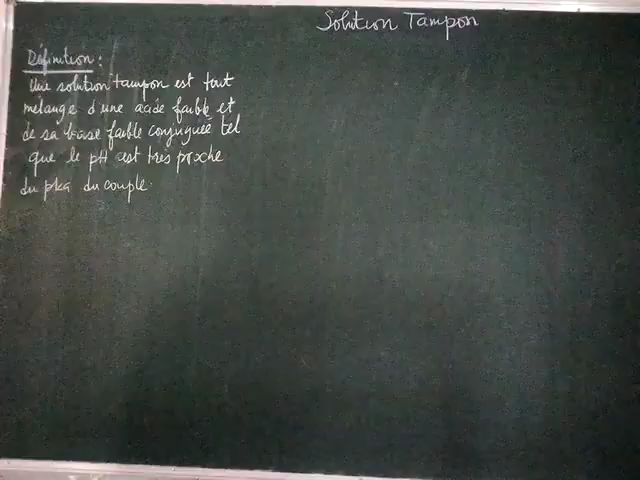 Solution Tampon
Définition :
Une solution tampon est tout
mélange d'une acide faible et
de sa base faible conjuguée tel
que le pH est très proche
du pka du couple.